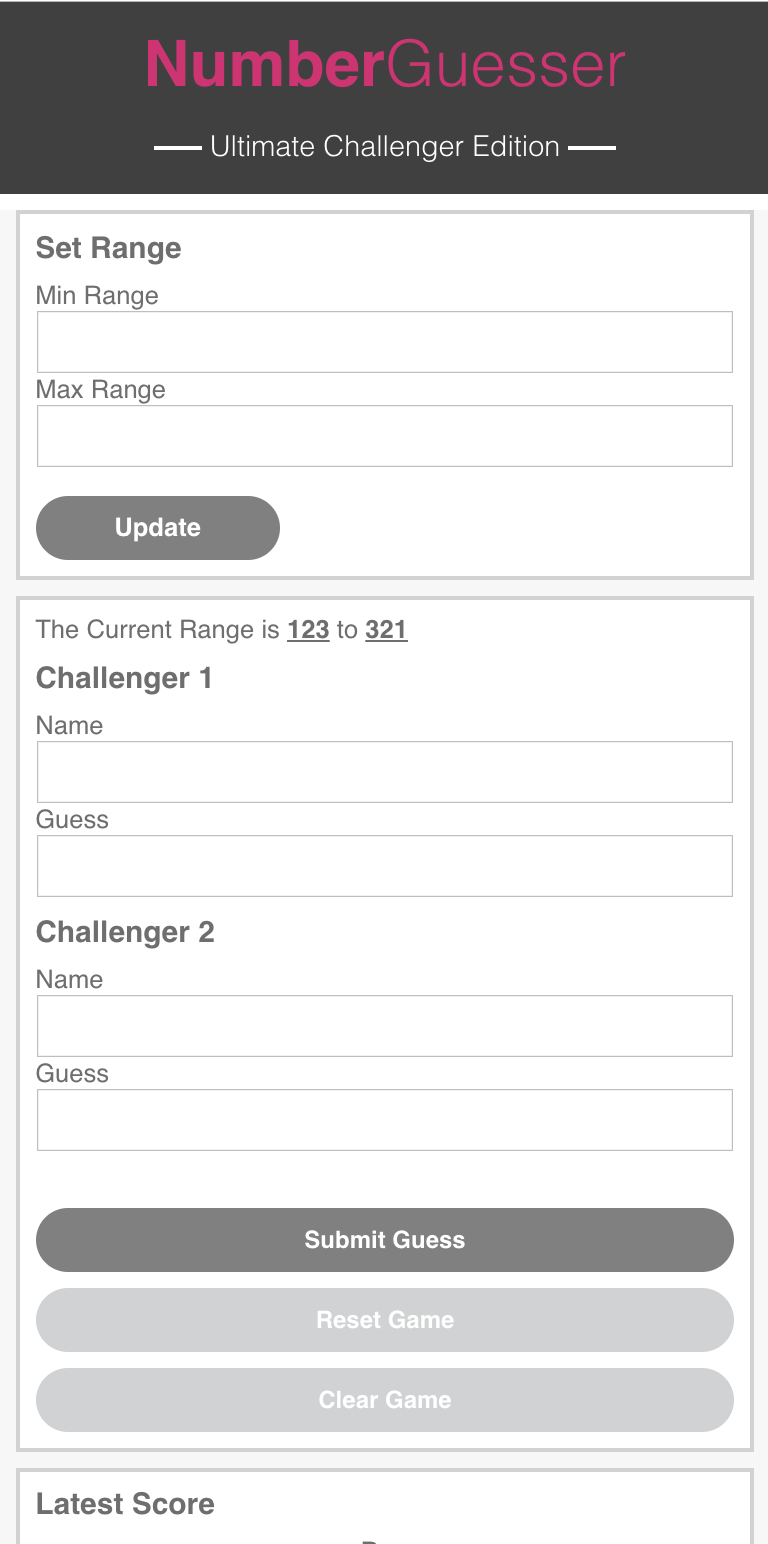 NumberGuesser
Ultimate Challenger Edition
Set Range
Min Range
Max Range
Update
The Current Range is 123 to 321
Challenger 1
Name
Guess
Challenger 2
Name
Guess
Submit Guess
Reset Game
Clear Game
Latest Score